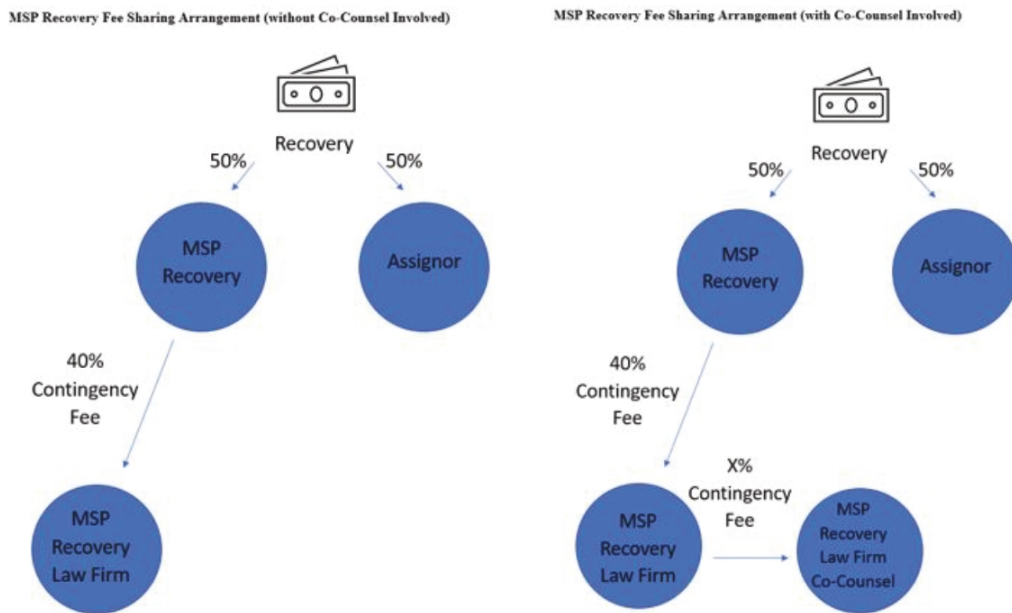 MSP Recovery Fee Sharing Arrangement (without Co-Counsel Involved)
Recovery
50%
50%
MSP
Recovery
Assignor
40%
Contingency
Fee
MSP
Recovery
Law Firm
MSP Recovery Fee Sharing Arrangement (with Co-Counsel Involved)
Recovery
50%
50%
MSP
Recovery
Assignor
40%
Contingency
Fee
X%
Contingency
Fee
MSP
Recovery
Law Firm
MSP
Recovery
Law Firm
Co-Counsel